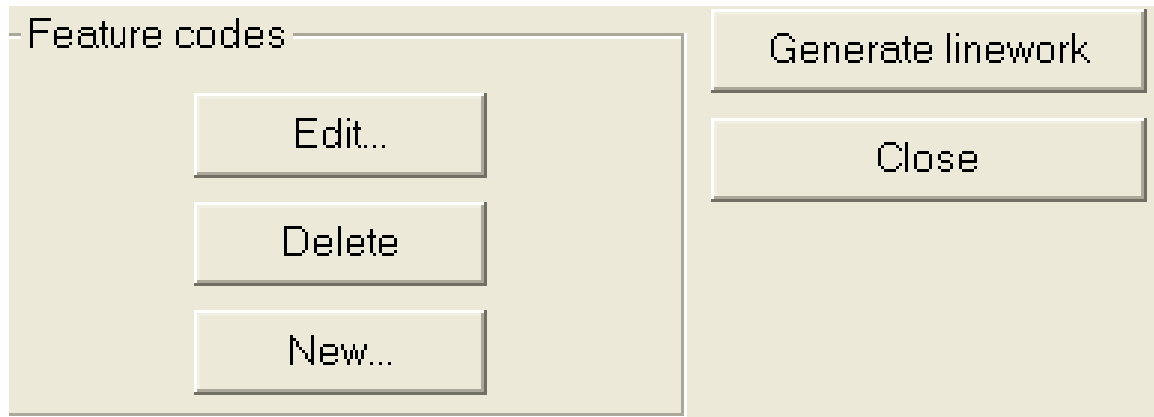 Feature codes
Edit...
Delete
New...
Generate linework
Close